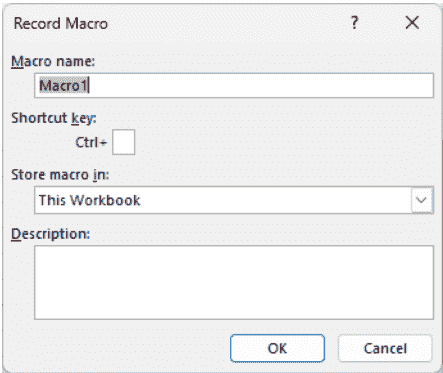 Record Macro ? ×
Macro name:
Macro1
Shortcut key:
Ctrl+
Store macro in:
This Workbook
Description:
OK Cancel